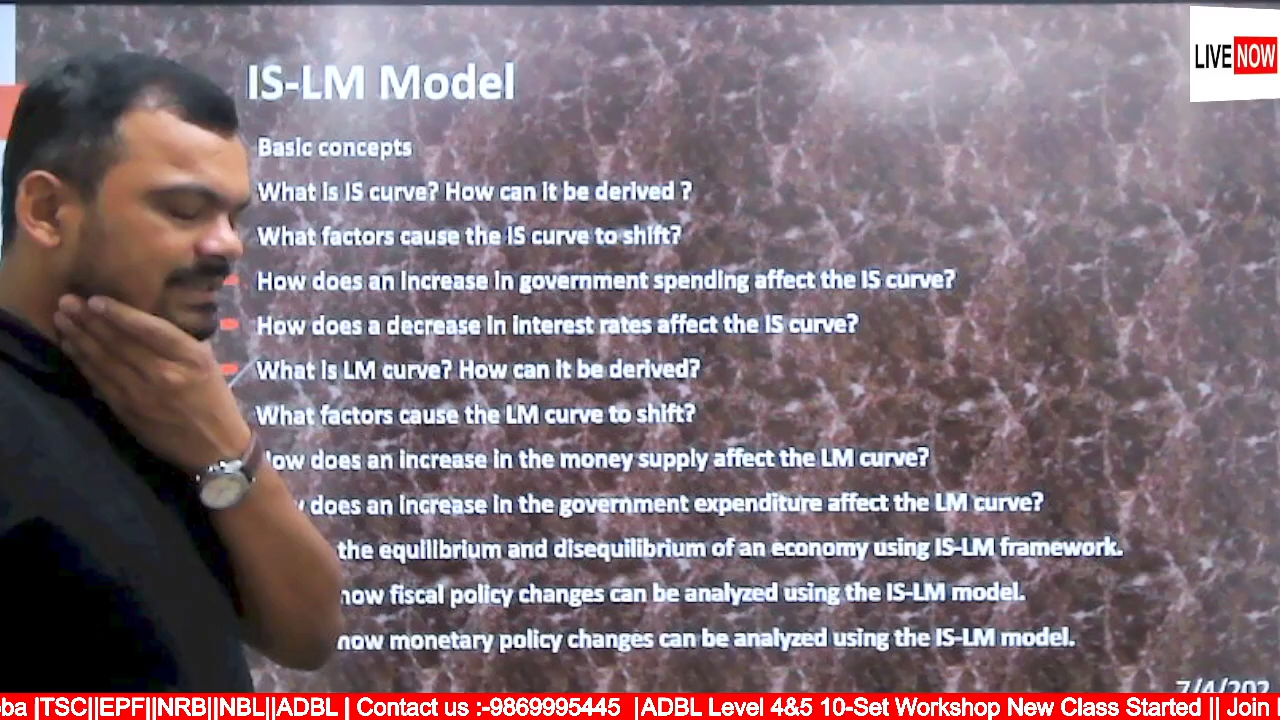 LIVE NOW
IS-LM Model
Basic concepts
What is IS curve? How can it be derived ?
What factors cause the IS curve to shift?
How does an increase in government spending affect the IS curve?
How does a decrease in interest rates affect the IS curve?
What is LM curve? How can it be derived?
What factors cause the LM curve to shift?
does an increase in the money supply affect the LM curve?
does an increase in the government expenditure affect the LM curve?
the equilibrium and disequilibrium of an economy using IS-LM framework.
how fiscal policy changes can be analyzed using the IS-LM model.
how monetary policy changes can be analyzed using the IS-LM model.
|TSC||EPF||NRB||NBL||ADBL | Contact us :-9869995445 |ADBL Level 4&5 10-Set Workshop New Class Started || Join